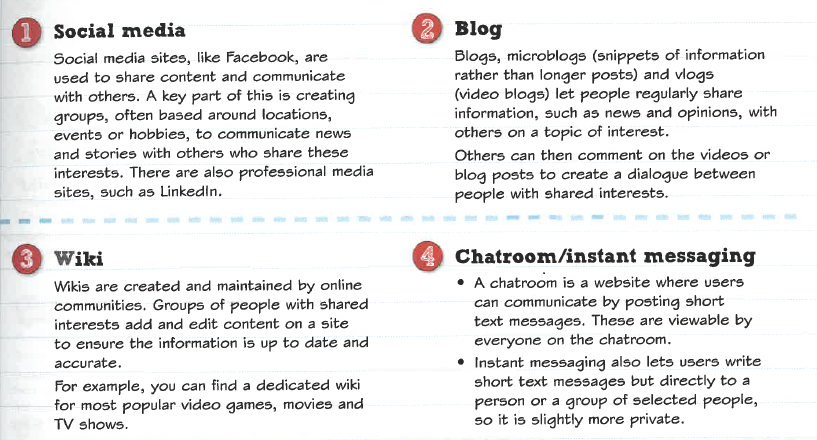 1 Social media
Social media sites, like Facebook, are
used to share content and communicate
with others. A key part of this is creating
groups, often based around locations,
events or hobbies, to communicate news
and stories with others who share these
interests. There are also professional media
sites, such as LinkedIn.
2 Blog
Blogs, microblogs (snippets of information
rather than longer posts) and vlogs
(video blogs) let people regularly share
information, such as news and opinions, with
others on a topic of interest.
Others can then comment on the videos or
blog posts to create a dialogue between
people with shared interests.
3 Wiki
Wikis are created and maintained by online
communities. Groups of people with shared
interests add and edit content on a site
to ensure the information is up to date and
accurate.
For example, you can find a dedicated wiki
for most popular video games, movies and
TV shows.
4 Chatroom/instant messaging
• A chatroom is a website where users
can communicate by posting short
text messages. These are viewable by
everyone on the chatroom.
• Instant messaging also lets users write
short text messages but directly to a
person or a group of selected people,
so it is slightly more private.